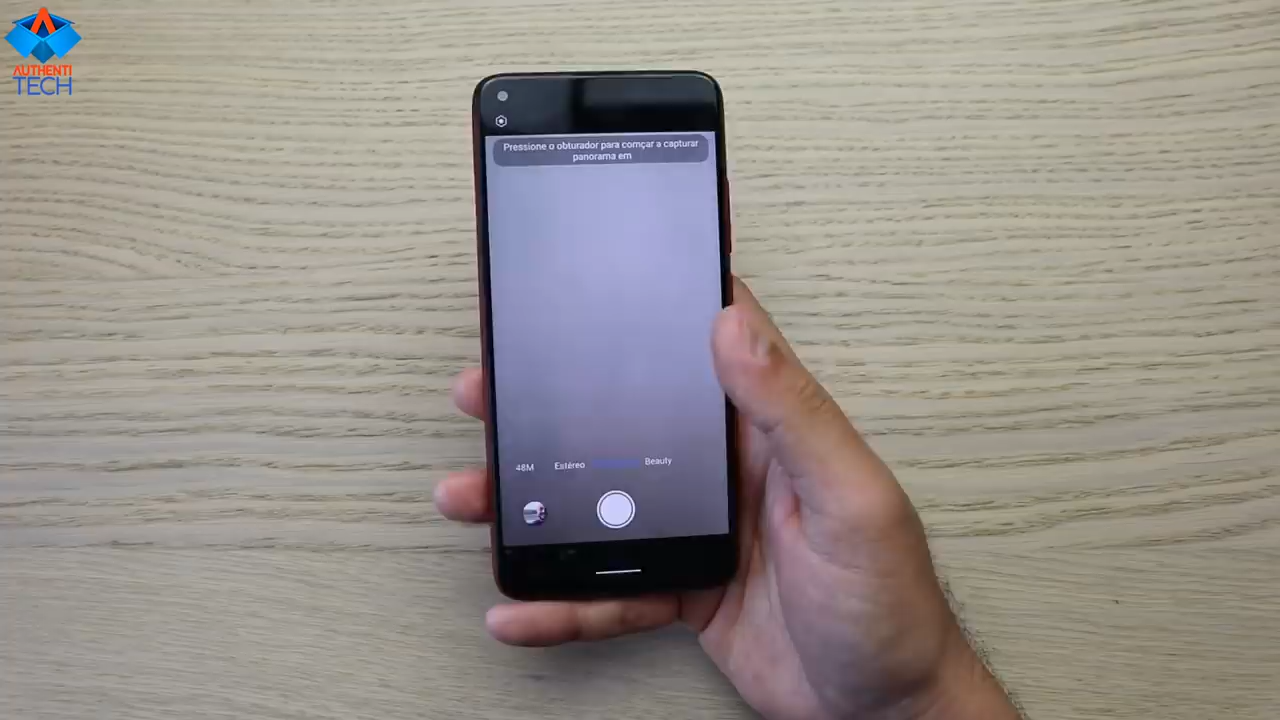 AUTHENTI
TECH
Pressione o obturador para comçar a capturar
panorama em
48M
Estéreo
Beauty